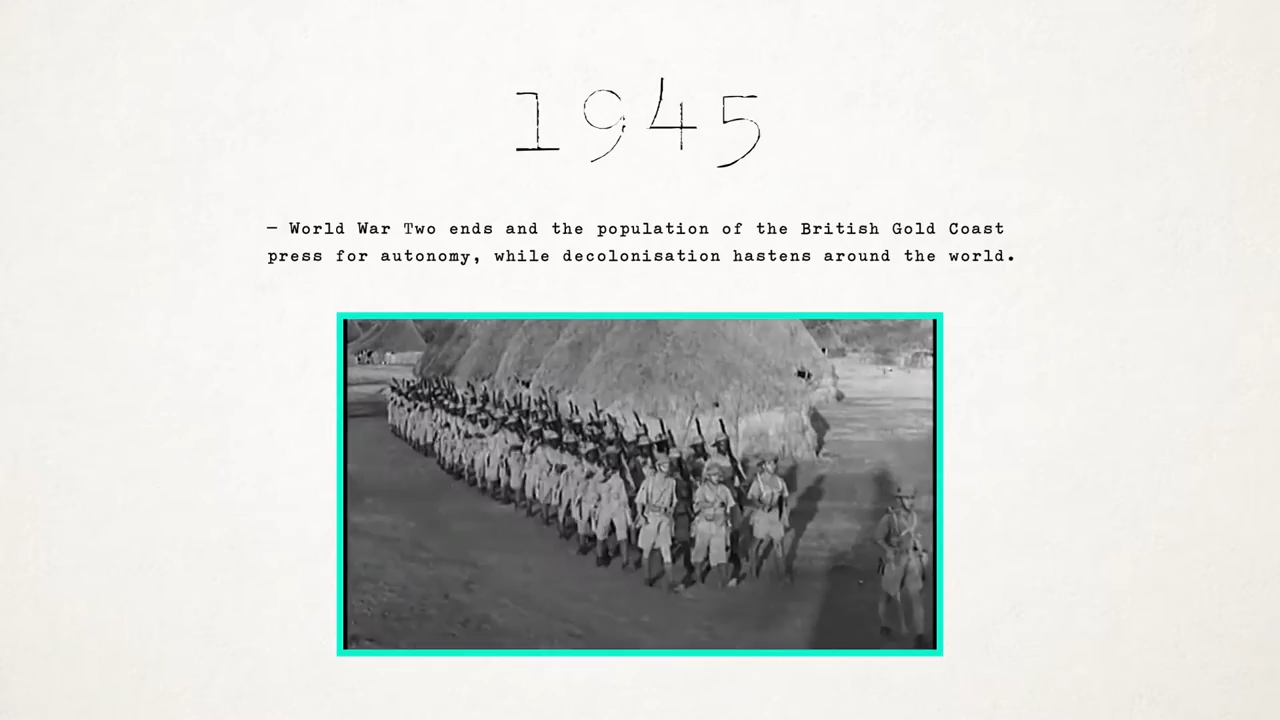 1945
– World War Two ends and the population of the British Gold Coast
press for autonomy, while decolonisation hastens around the world.